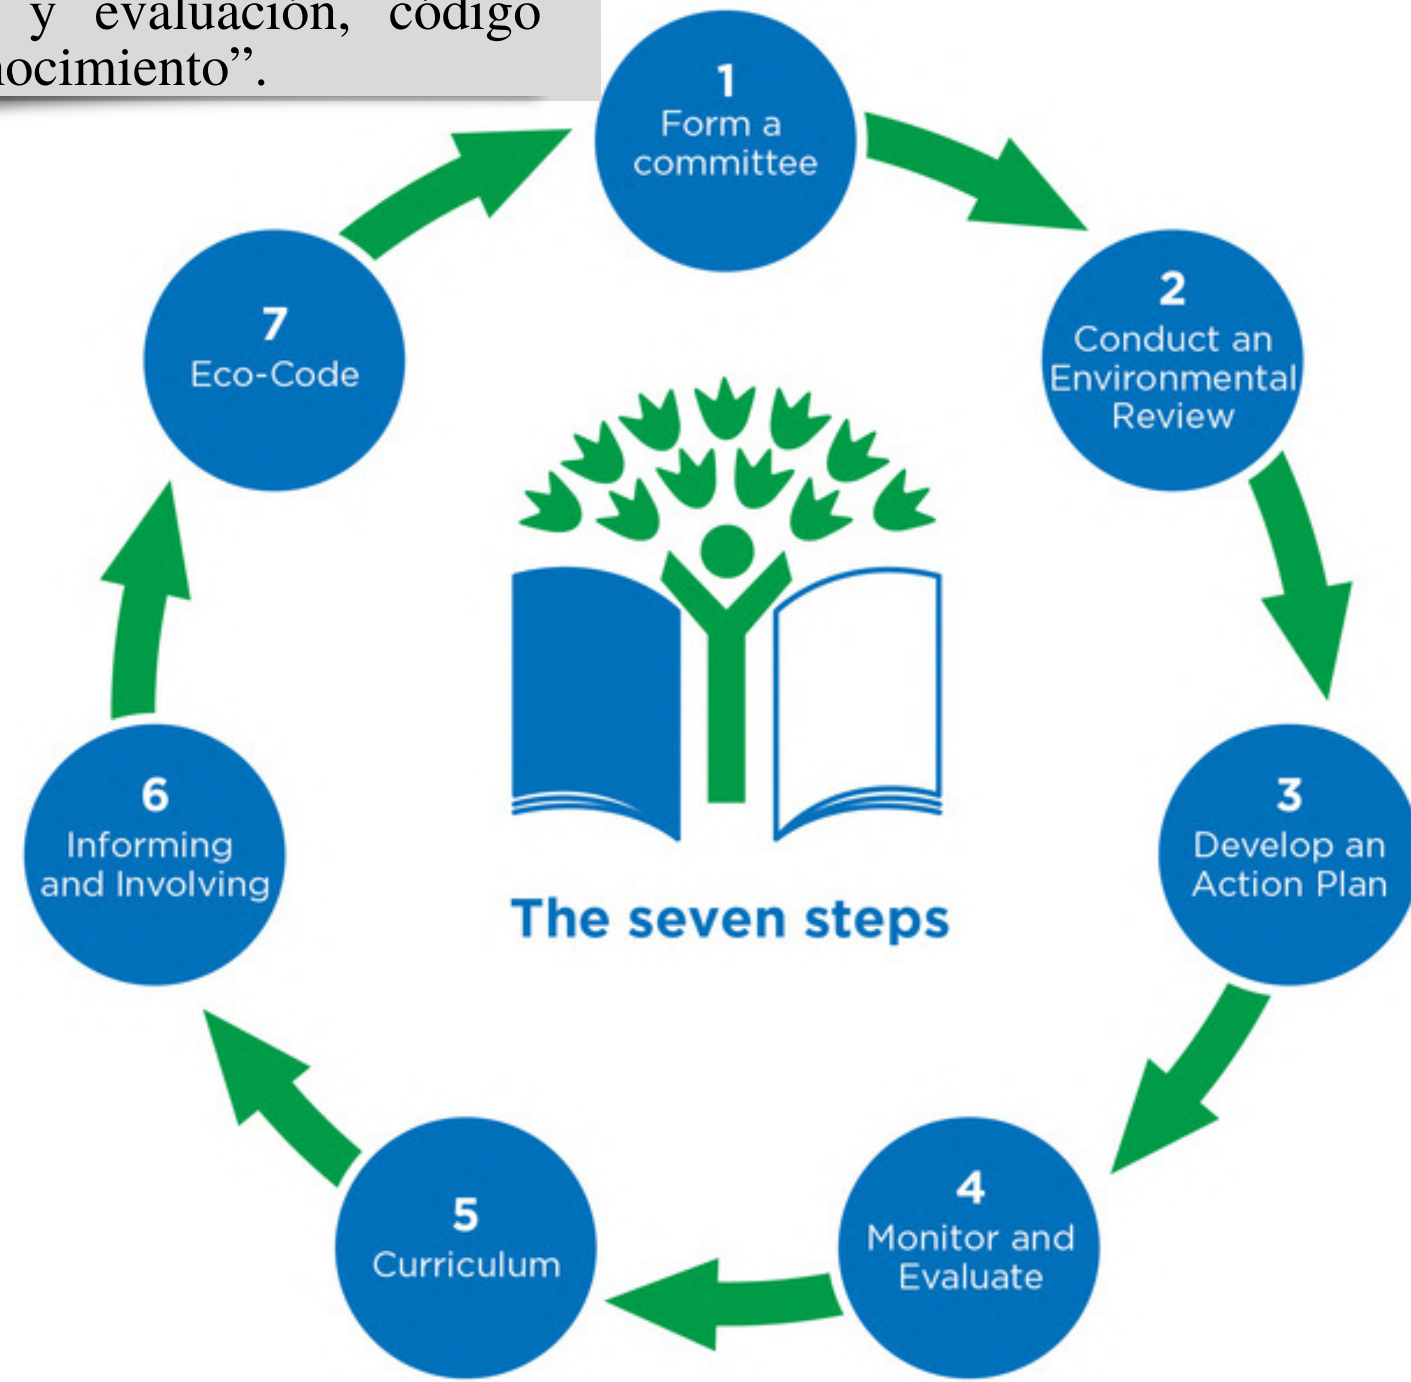 y evaluación, código
nocimiento”.
1
Form a
committee
2
Conduct an
Environmental
Review
3
Develop an
Action Plan
4
Monitor and
Evaluate
5
Curriculum
6
Informing
and Involving
7
Eco-Code
The seven steps